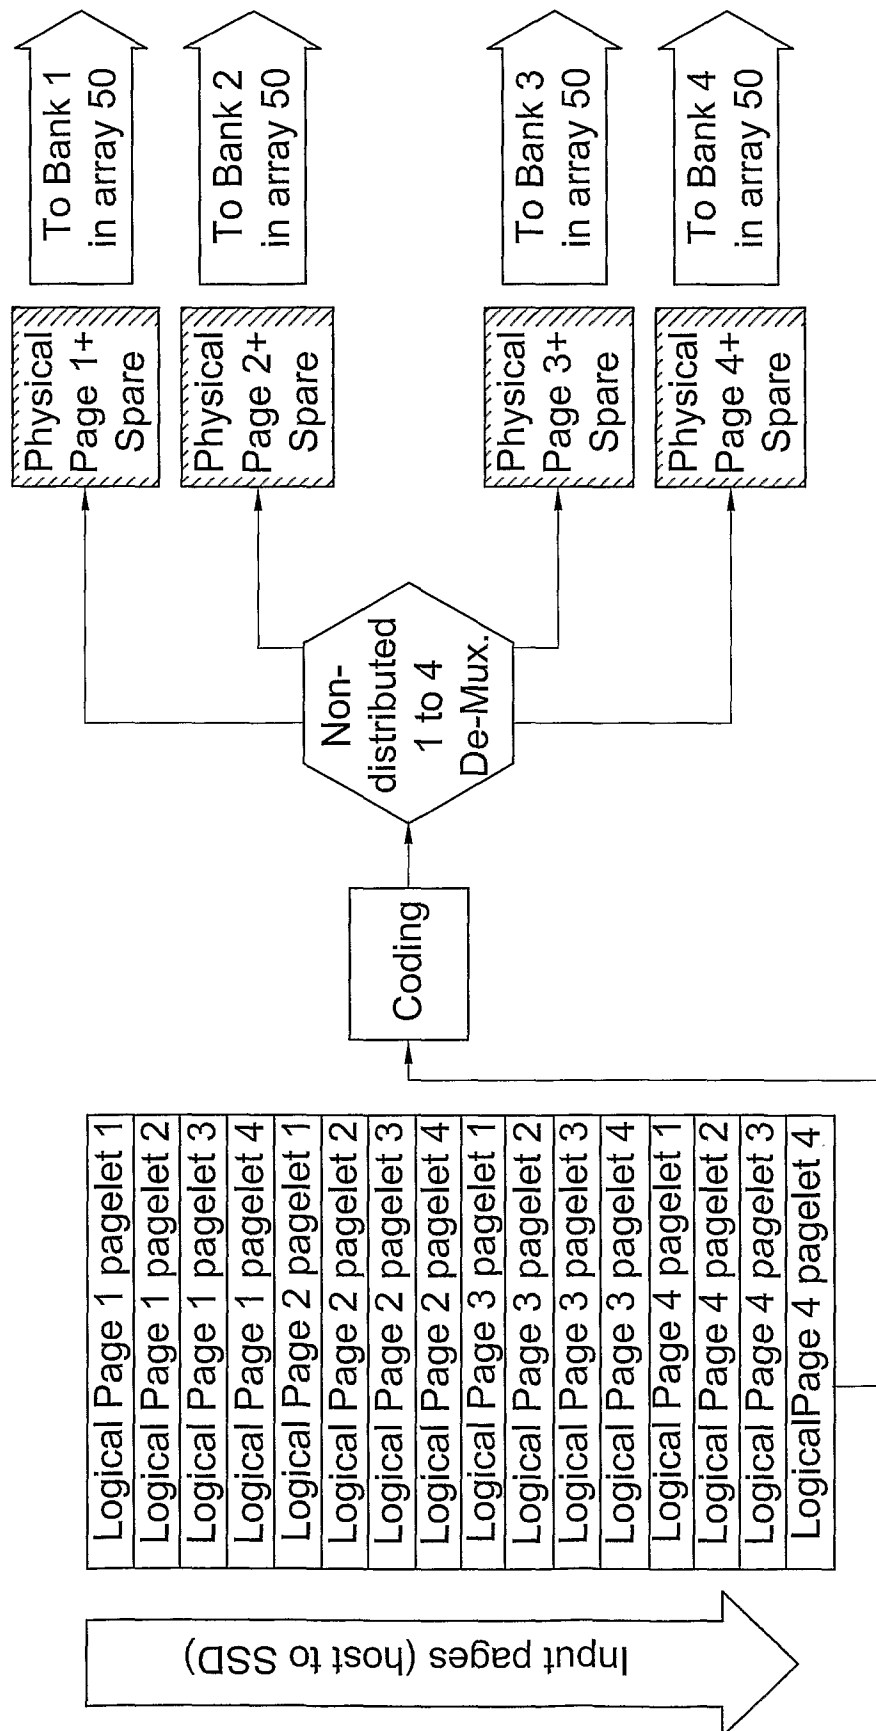 Input pages (host to SSD)
Logical Page 1 pagelet 1
Logical Page 1 pagelet 2
Logical Page 1 pagelet 3
Logical Page 1 pagelet 4
Logical Page 2 pagelet 1
Logical Page 2 pagelet 2
Logical Page 2 pagelet 3
Logical Page 2 pagelet 4
Logical Page 3 pagelet 1
Logical Page 3 pagelet 2
Logical Page 3 pagelet 3
Logical Page 3 pagelet 4
Logical Page 4 pagelet 1
Logical Page 4 pagelet 2
Logical Page 4 pagelet 3
LogicalPage 4 pagelet 4
Coding
Non-
distributed
1 to 4
De-Mux.
Physical
Page 1+
Spare
To Bank 1
in array 50
Physical
Page 2+
Spare
To Bank 2
in array 50
Physical
Page 3+
Spare
To Bank 3
in array 50
Physical
Page 4+
Spare
To Bank 4
in array 50